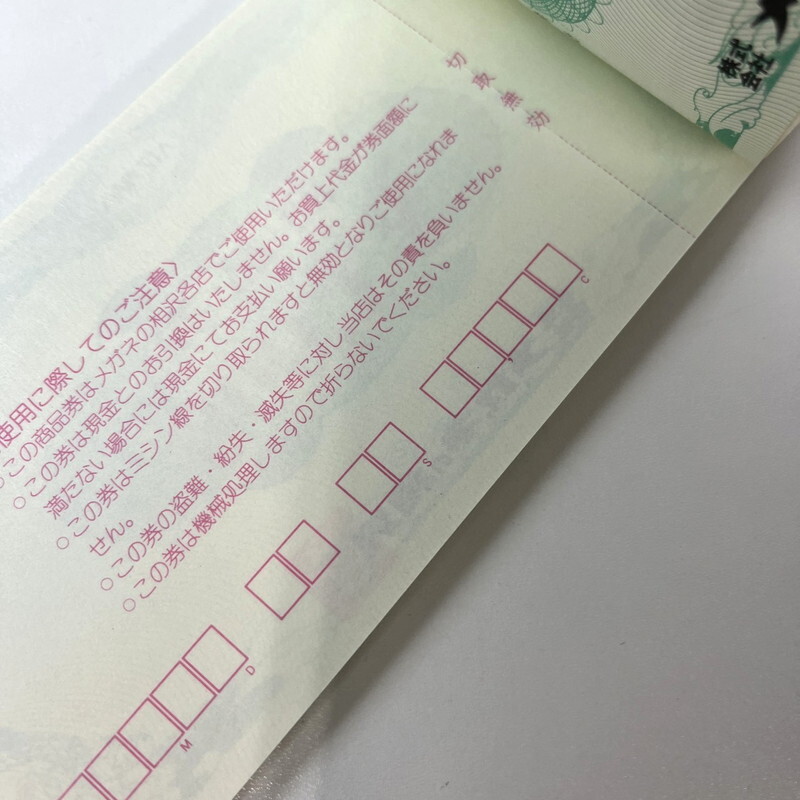 切取無効
使用に際してのご注意〉
○この商品券はメガネの相沢各店でご使用いただけます。
○この券は現金とのお引換はいたしません。お買上代金が券面額に
満たない場合には現金にてお支払い願います。
○この券はミシン線を切り取られますと無効となりご使用になれま
せん。
○この券の盗難・紛失・滅失等に対し当店はその責を負いません。
○この券は機械処理しますので折らないでください。
C
S
D
M
株式
会社